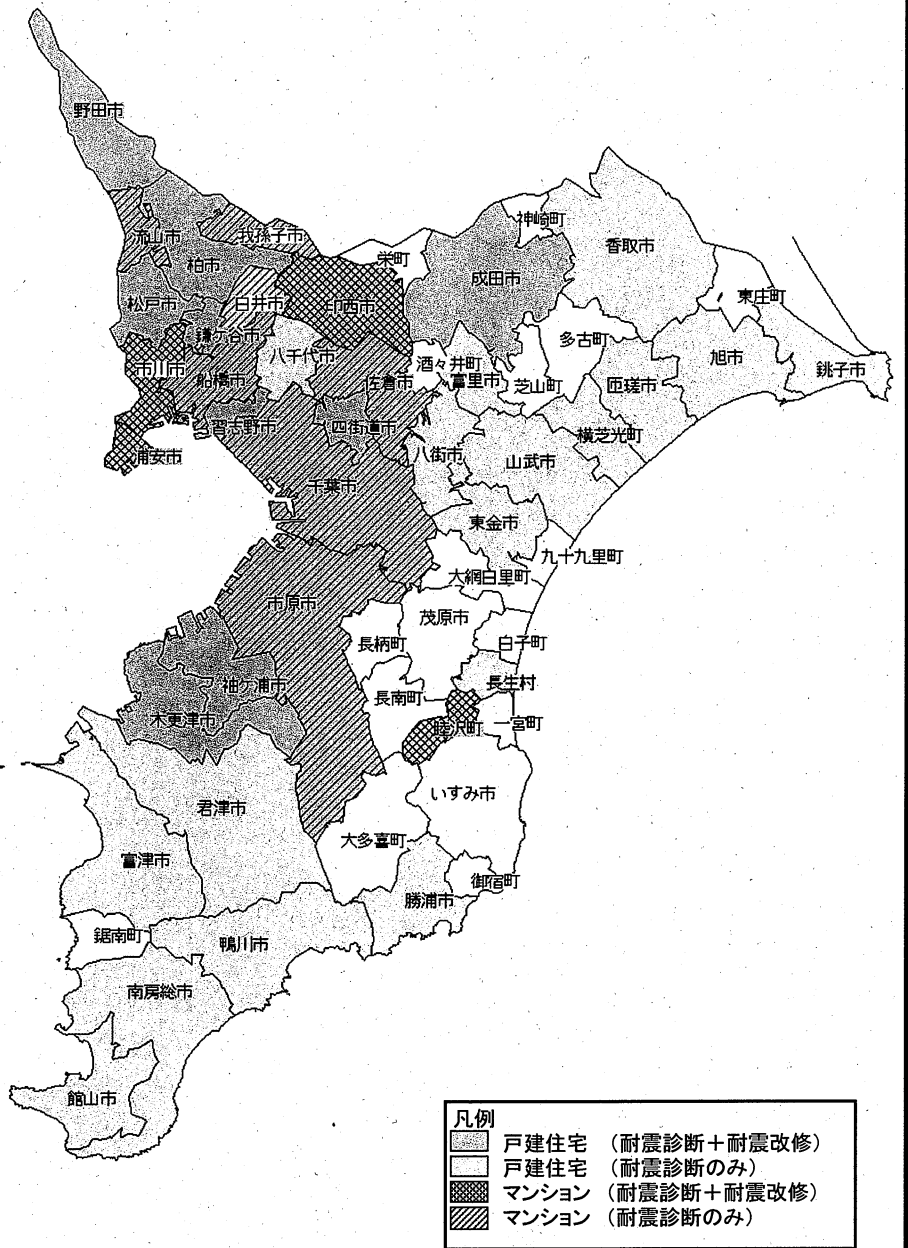 野田市
流山市
我孫子市
柏市
栄町
神崎町
香取市
成田市
松戸市
白井市
印西市
東庄町
鎌ケ谷市
八千代市
多古町
市川市
船橋市
佐倉市
酒々井町
富里市
芝山町
匝瑳市
旭市
銚子市
習志野市
四街道市
八街市
横芝光町
浦安市
山武市
千葉市
東金市
九十九里町
大網白里町
市原市
茂原市
長柄町
白子町
袖ケ浦市
長南町
長生村
木更津市
睦沢町
一宮町
君津市
いすみ市
大多喜町
富津市
御宿町
勝浦市
鋸南町
鴨川市
南房総市
館山市
凡例
戸建住宅 (耐震診断+耐震改修)
戸建住宅 (耐震診断のみ)
マンション (耐震診断+耐震改修)
マンション (耐震診断のみ)